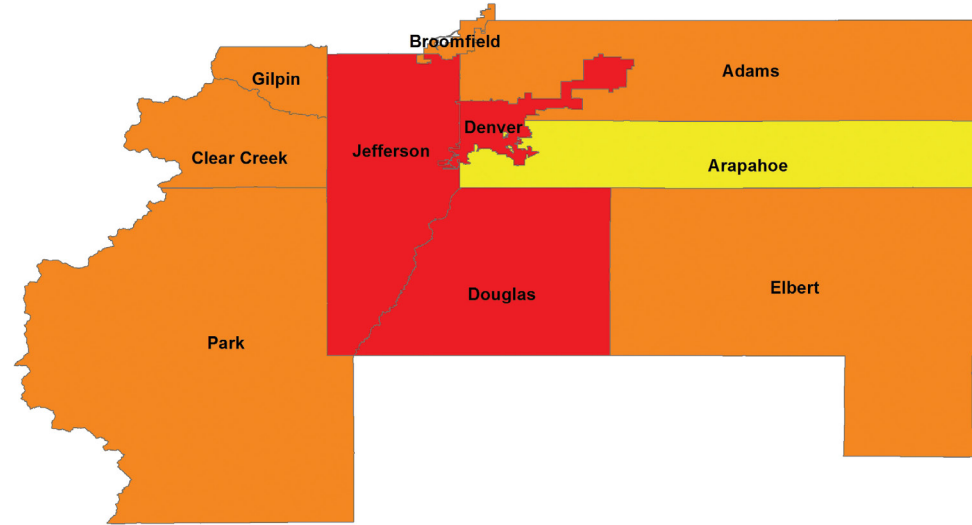 Broomfield
Gilpin
Adams
Denver
Clear Creek
Jefferson
Arapahoe
Douglas
Elbert
Park